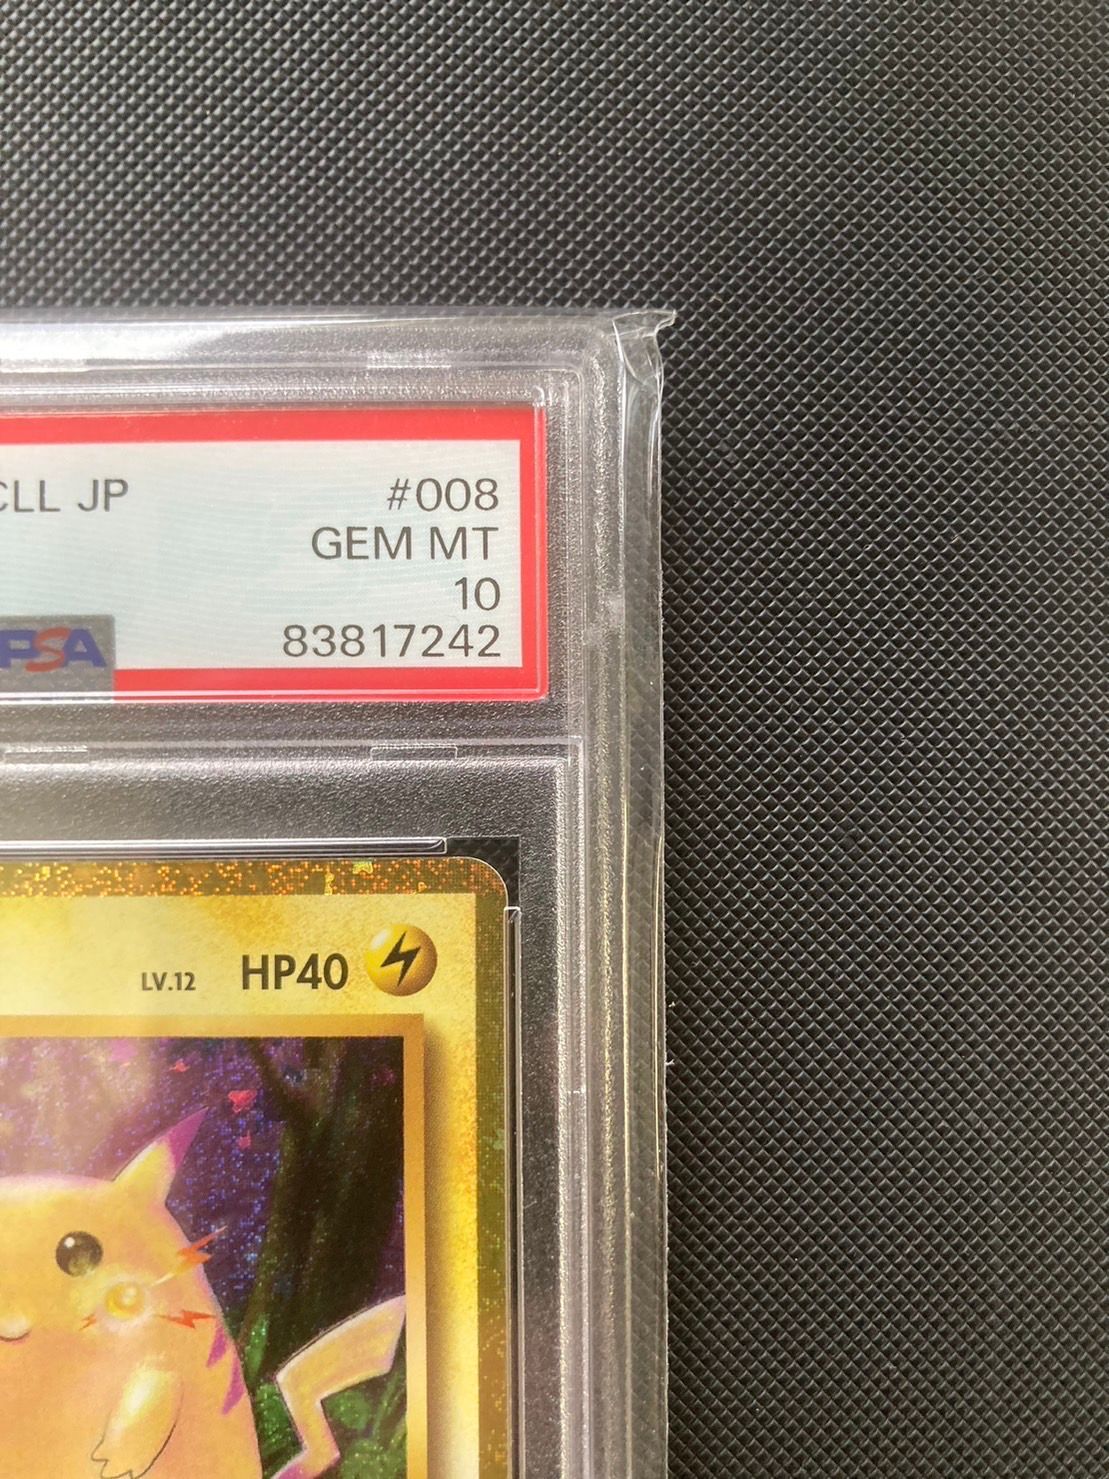 CLL JP #008
GEM MT
10
PSA 83817242
LV.12 HP40